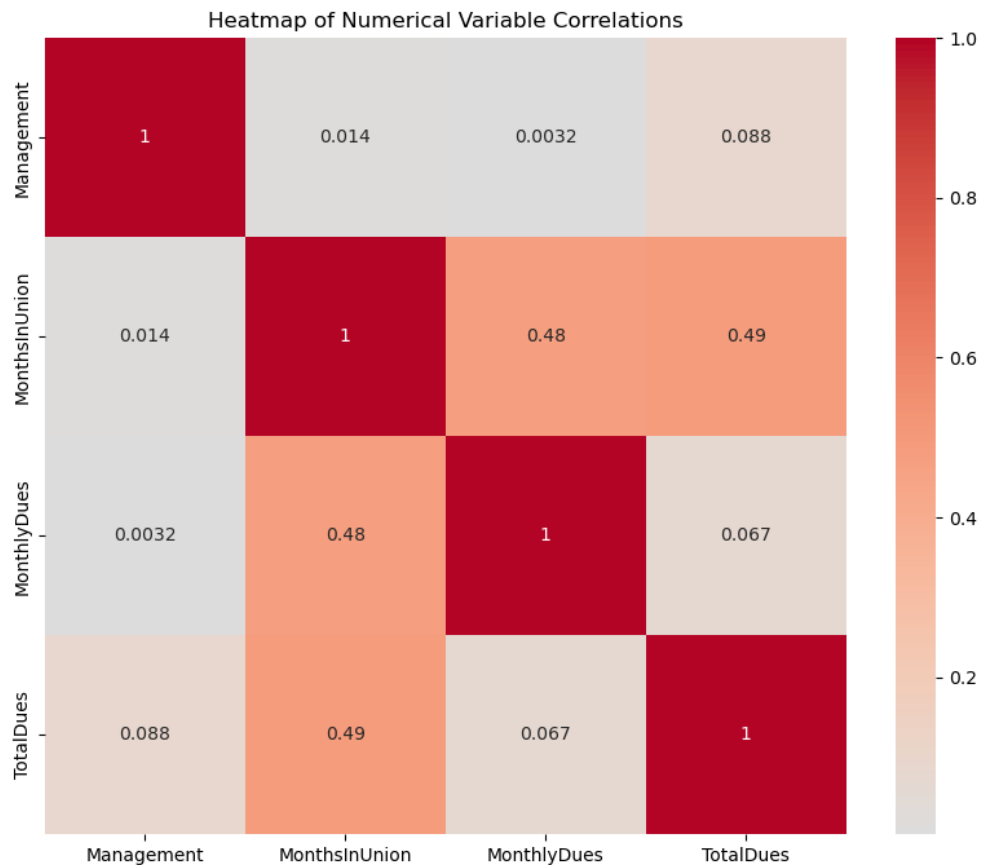 Heatmap of Numerical Variable Correlations
Management
1
0.014
0.0032
0.088
MonthsInUnion
0.014
1
0.48
0.49
MonthlyDues
0.0032
0.48
1
0.067
TotalDues
0.088
0.49
0.067
1
Management
MonthsInUnion
MonthlyDues
TotalDues
1.0
0.8
0.6
0.4
0.2